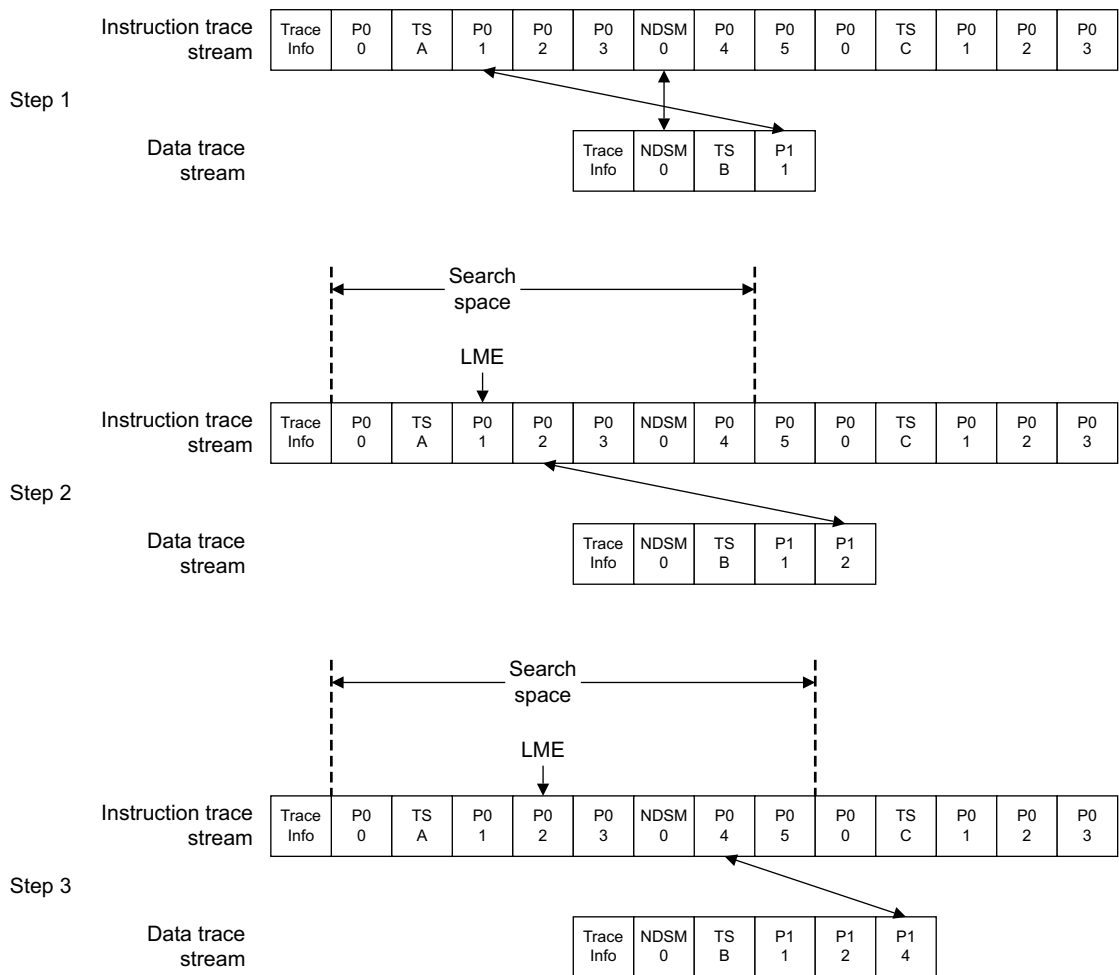 Instruction trace
stream
Trace
Info
P0
0
TS
A
P0
1
P0
2
P0
3
NDSM
0
P0
4
P0
5
P0
0
TS
C
P0
1
P0
2
P0
3
Step 1
Data trace
stream
Trace
Info
NDSM
0
TS
B
P1
1
Search
space
LME
Instruction trace
stream
Trace
Info
P0
0
TS
A
P0
1
P0
2
P0
3
NDSM
0
P0
4
P0
5
P0
0
TS
C
P0
1
P0
2
P0
3
Step 2
Data trace
stream
Trace
Info
NDSM
0
TS
B
P1
1
P1
2
Search
space
LME
Instruction trace
stream
Trace
Info
P0
0
TS
A
P0
1
P0
2
P0
3
NDSM
0
P0
4
P0
5
P0
0
TS
C
P0
1
P0
2
P0
3
Step 3
Data trace
stream
Trace
Info
NDSM
0
TS
B
P1
1
P1
2
P1
4